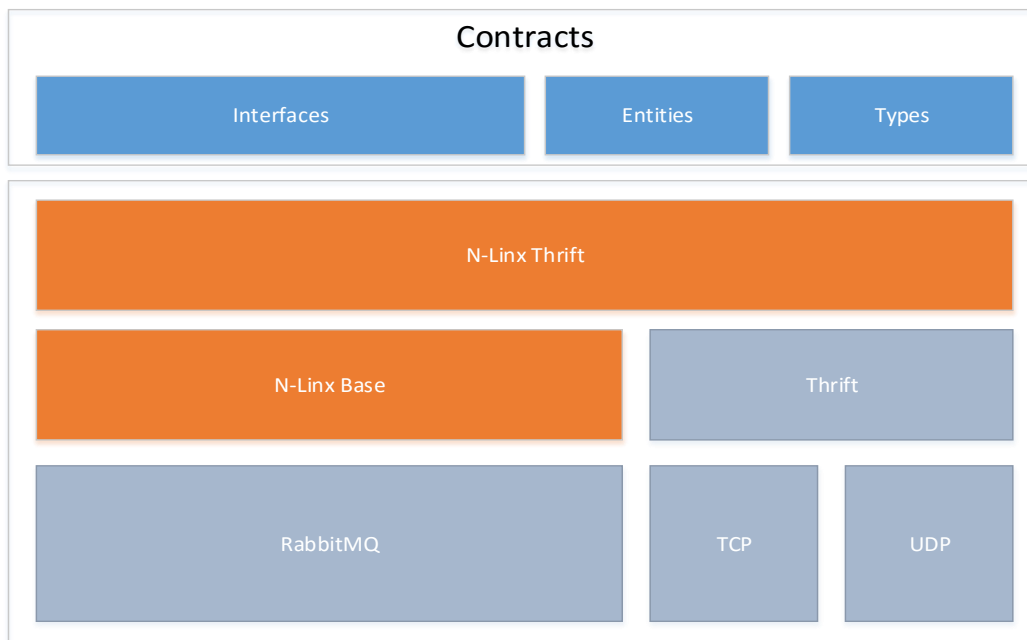 Contracts
Interfaces
Entities
Types
N-Linx Thrift
N-Linx Base
Thrift
RabbitMQ
TCP
UDP